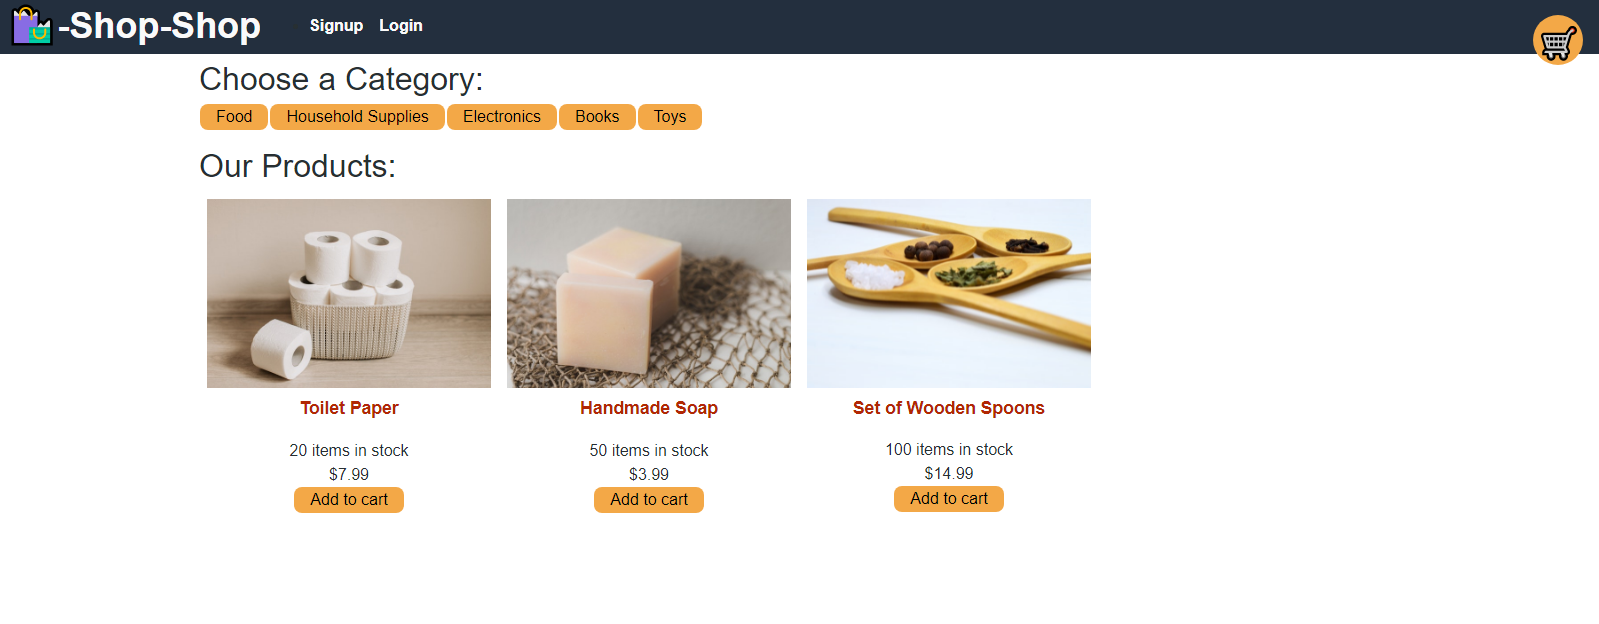 -Shop-Shop Signup Login
Choose a Category:
Food Household Supplies Electronics Books Toys
Our Products:
Toilet Paper Handmade Soap Set of Wooden Spoons
20 items in stock 50 items in stock 100 items in stock
$7.99 $3.99 $14.99
Add to cart Add to cart Add to cart